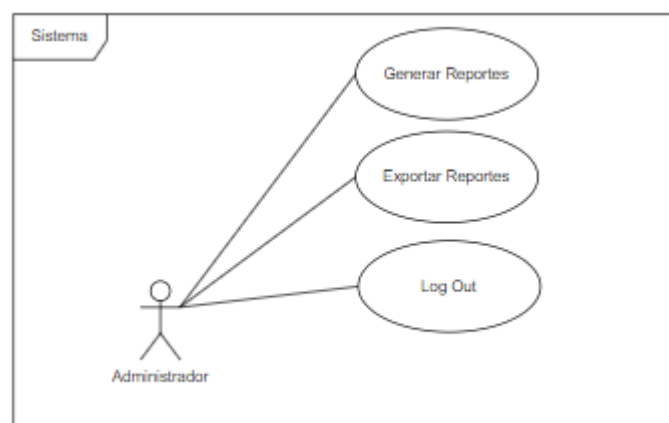 Sistema
Generar Reportes
Exportar Reportes
Log Out
Administrador